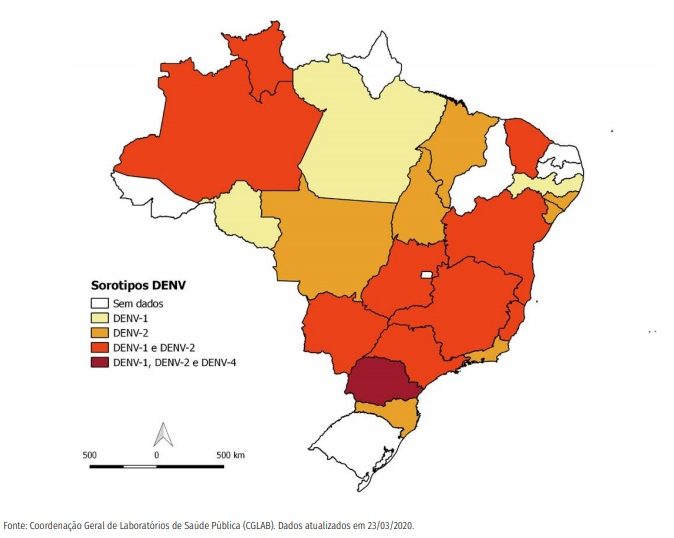 Sorotipos DENV
Sem dados
DENV-1
DENV-2
DENV-1 e DENV-2
DENV-1, DENV-2 e DENV-4
500 0 500 km
Fonte: Coordenação Geral de Laboratórios de Saúde Pública (CGLAB). Dados atualizados em 23/03/2020.